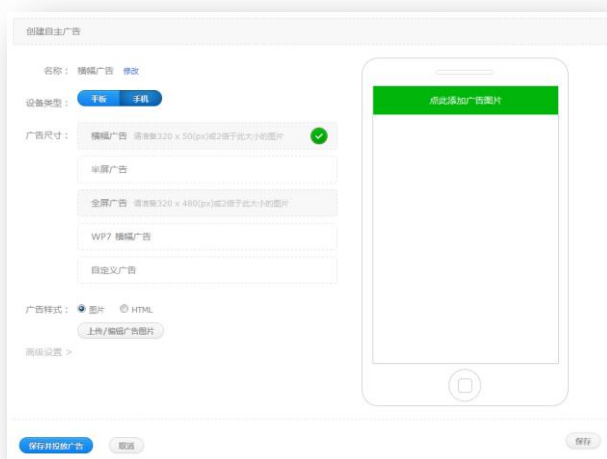 创建自主广告
名称： 横幅广告 修改
设备类型： 平板 手机
广告尺寸： 横幅广告 请准备320 x 50(px)或2倍于此大小的图片
半屏广告
全屏广告 请准备320 x 480(px)或2倍于此大小的图片
WP7 横幅广告
自定义广告
广告样式： 图片 HTML
上传/编辑广告图片
高级设置 >
点此添加广告图片
保存并投放广告 取消 保存